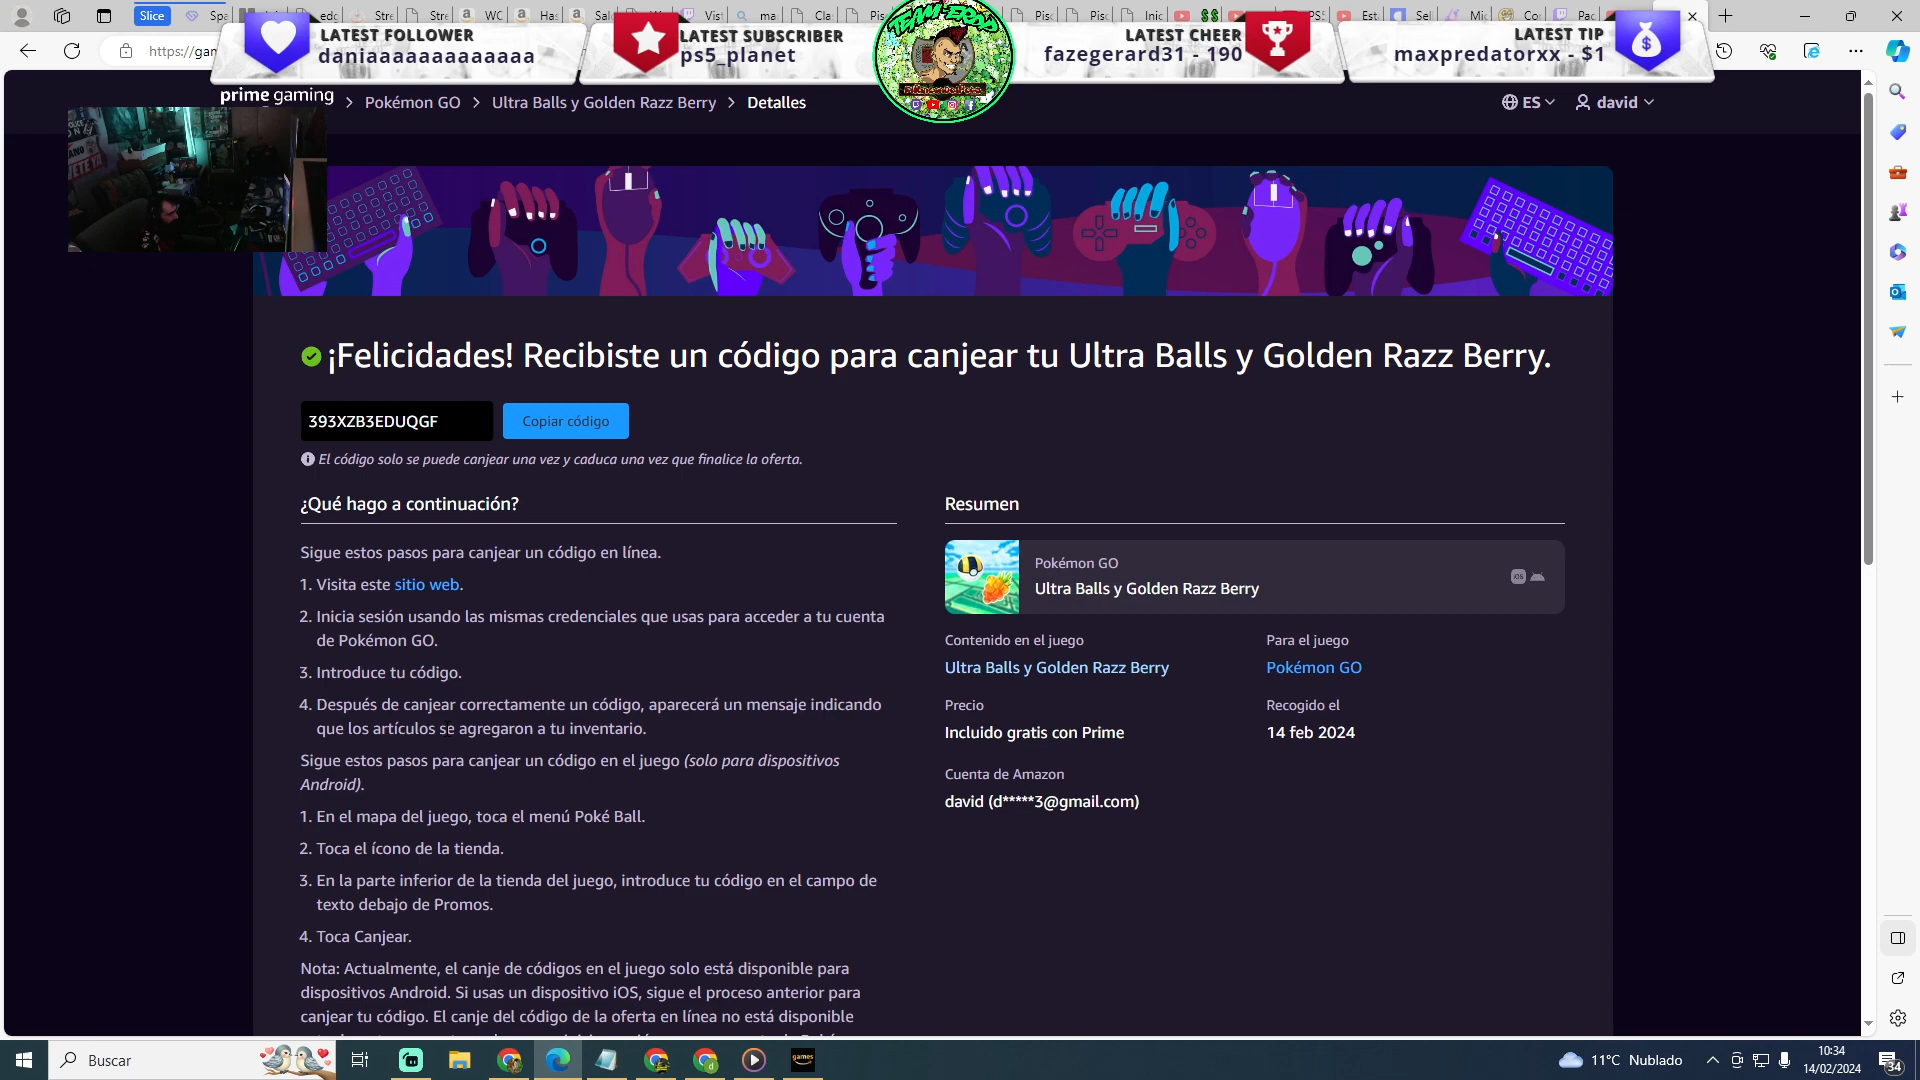 Slice
LATEST FOLLOWER
daniaaaaaaaaaaaaa
LATEST SUBSCRIBER
ps5_planet
TEAM ERDP
LATEST CHEER
fazegerard31 - 190
LATEST TIP
maxpredatorxx - $1
https://gan
prime gaming
Pokémon GO
Ultra Balls y Golden Razz Berry
Detalles
ES
david
¡Felicidades! Recibiste un código para canjear tu Ultra Balls y Golden Razz Berry.
393XZB3EDUQGF
Copiar código
El código solo se puede canjear una vez y caduca una vez que finalice la oferta.
¿Qué hago a continuación?
Sigue estos pasos para canjear un código en línea.
1. Visita este sitio web.
2. Inicia sesión usando las mismas credenciales que usas para acceder a tu cuenta
de Pokémon GO.
3. Introduce tu código.
4. Después de canjear correctamente un código, aparecerá un mensaje indicando
que los artículos se agregaron a tu inventario.
Sigue estos pasos para canjear un código en el juego (solo para dispositivos
Android).
1. En el mapa del juego, toca el menú Poké Ball.
2. Toca el ícono de la tienda.
3. En la parte inferior de la tienda del juego, introduce tu código en el campo de
texto debajo de Promos.
4. Toca Canjear.
Nota: Actualmente, el canje de códigos en el juego solo está disponible para
dispositivos Android. Si usas un dispositivo iOS, sigue el proceso anterior para
canjear tu código. El canje del código de la oferta en línea no está disponible
Resumen
Pokémon GO
Ultra Balls y Golden Razz Berry
Contenido en el juego
Ultra Balls y Golden Razz Berry
Para el juego
Pokémon GO
Precio
Incluido gratis con Prime
Recogido el
14 feb 2024
Cuenta de Amazon
david (d*****3@gmail.com)
Buscar
games
11°C Nublado
10:34
14/02/2024
34